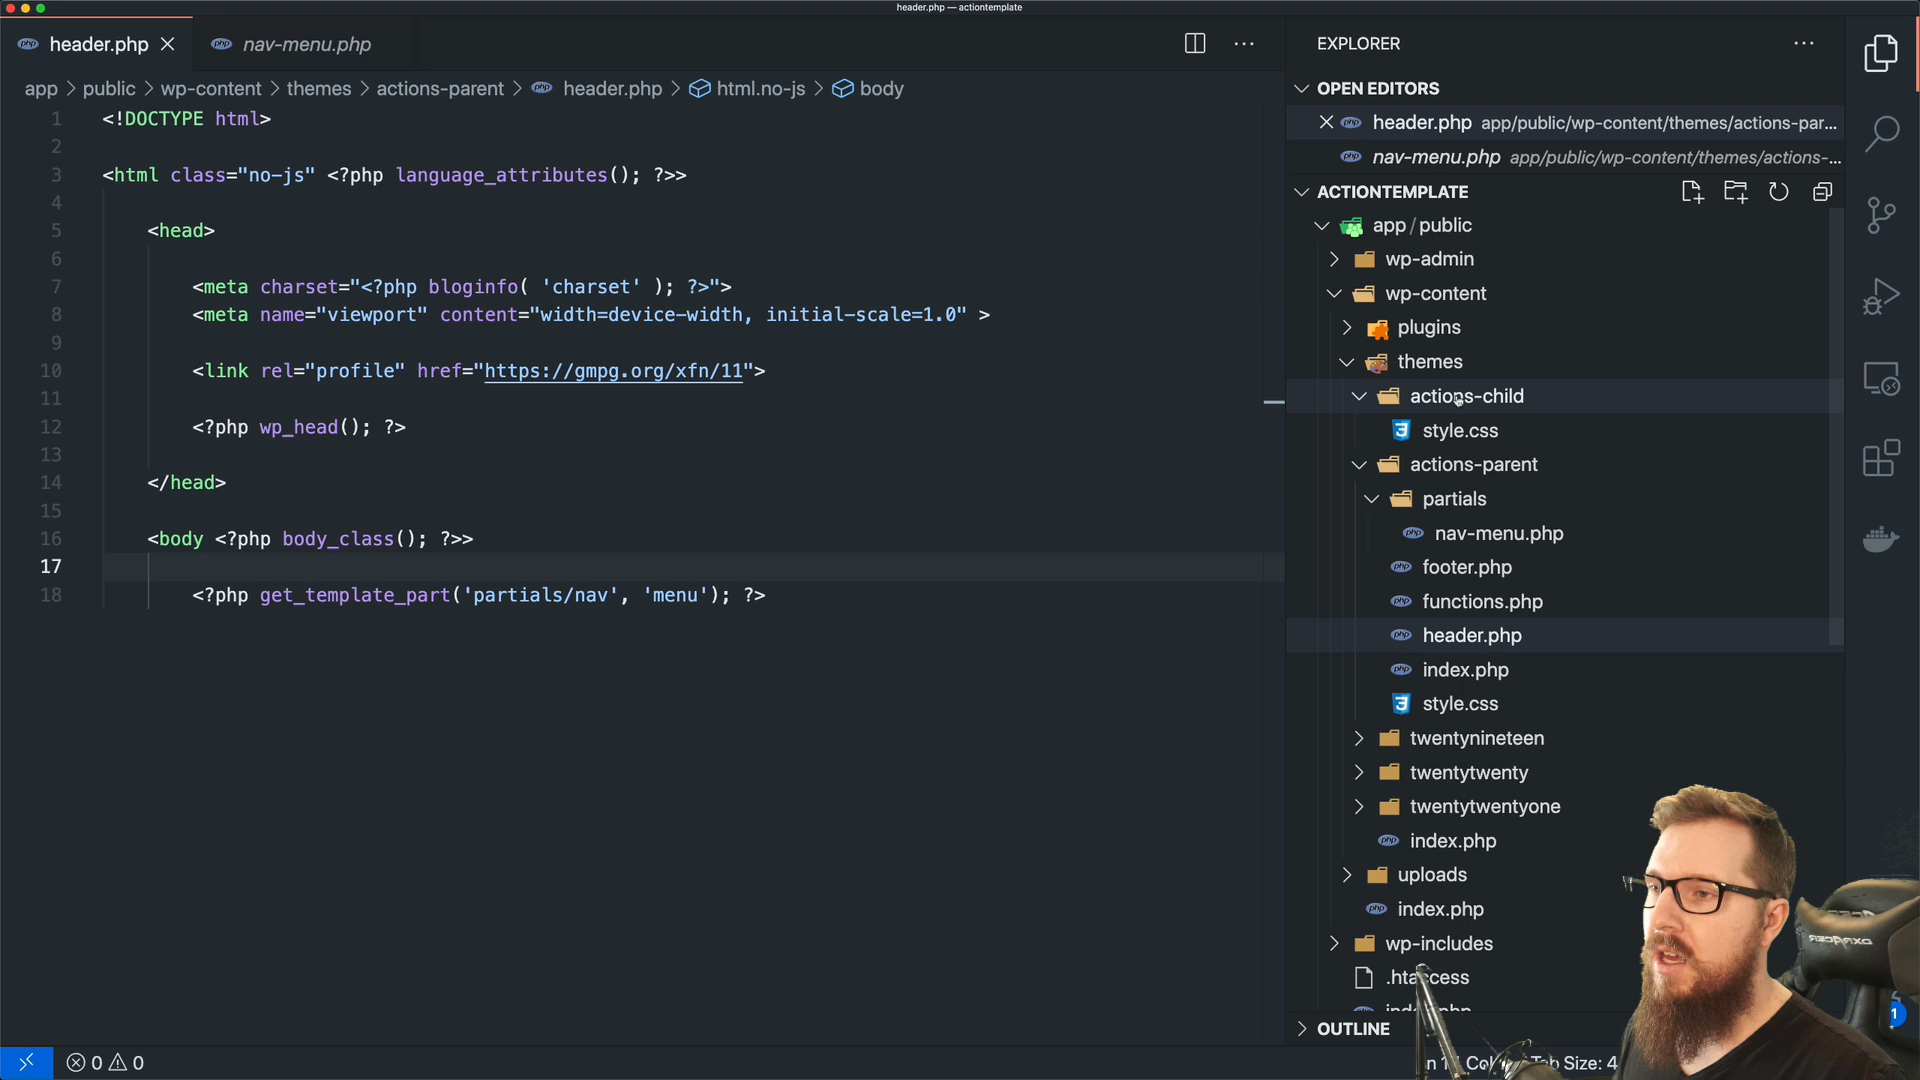 header.php — actiontemplate
header.php
nav-menu.php
app > public > wp-content > themes > actions-parent > header.php > html.no-js > body
1 <!DOCTYPE html>
2
3 <html class="no-js" <?php language_attributes(); ?>>
4
5 <head>
6
7 <meta charset="<?php bloginfo( 'charset' ); ?>">
8 <meta name="viewport" content="width=device-width, initial-scale=1.0" >
9
10 <link rel="profile" href="https://gmpg.org/xfn/11">
11
12 <?php wp_head(); ?>
13
14 </head>
15
16 <body <?php body_class(); ?>>
17
18 <?php get_template_part('partials/nav', 'menu'); ?>
EXPLORER
OPEN EDITORS
header.php app/public/wp-content/themes/actions-par...
nav-menu.php app/public/wp-content/themes/actions-...
ACTIONTEMPLATE
app / public
wp-admin
wp-content
plugins
themes
actions-child
style.css
actions-parent
partials
nav-menu.php
footer.php
functions.php
header.php
index.php
style.css
twentynineteen
twentytwenty
twentytwentyone
index.php
uploads
index.php
wp-includes
.htaccess
OUTLINE
0 0
Tab Size: 4
1